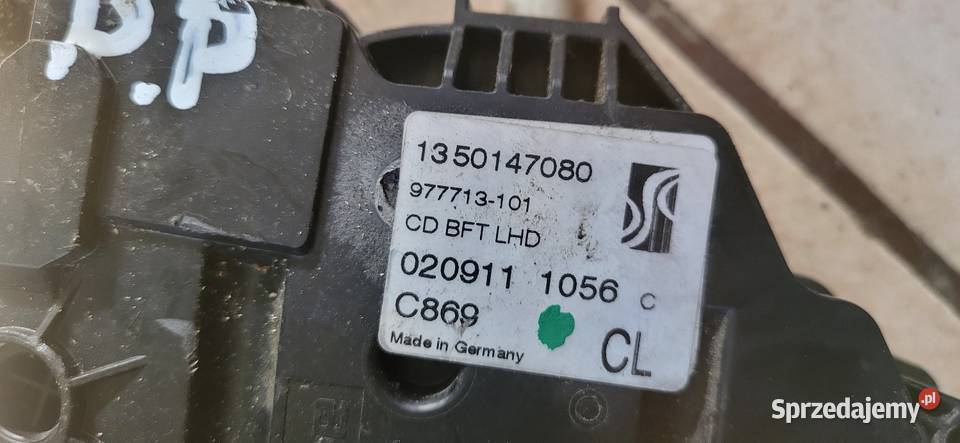 D.P
1350147080
977713-101
CD BFT LHD
020911 1056 C
C869
CL
Made in Germany
Sprzedajemy.pl